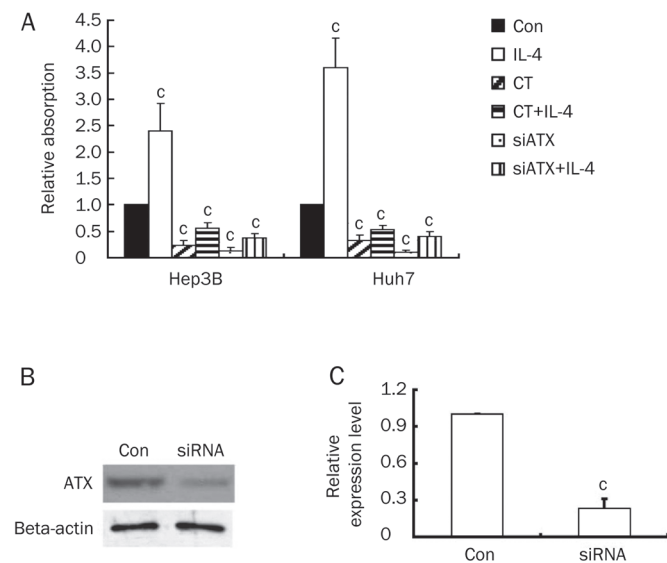 A
4.5
4.0
3.5
3.0
2.5
2.0
1.5
1.0
0.5
0
Relative absorption
c
c
c
c
c
c
c
c
c
c
Hep3B
Huh7
Con
IL-4
CT
CT+IL-4
siATX
siATX+IL-4
B
Con siRNA
ATX
Beta-actin
C
1.2
0.9
0.6
0.3
0
Relative
expression level
c
Con
siRNA